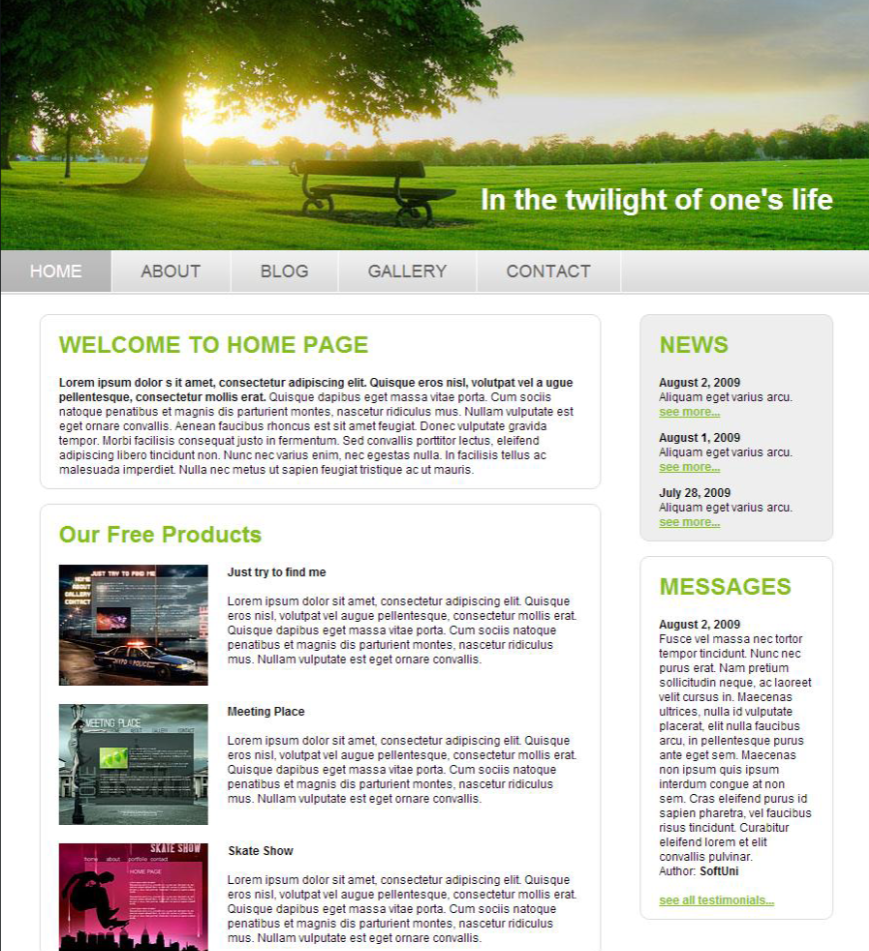 In the twilight of one's life
HOME
ABOUT
BLOG
GALLERY
CONTACT
WELCOME TO HOME PAGE
Lorem ipsum dolor s it amet, consectetur adipiscing elit. Quisque eros nisl, volutpat vel a ugue
pellentesque, consectetur mollis erat. Quisque dapibus eget massa vitae porta. Cum sociis
natoque penatibus et magnis dis parturient montes, nascetur ridiculus mus. Nullam vulputate est
eget ornare convallis. Aenean faucibus rhoncus est sit amet feugiat. Donec vulputate gravida
tempor. Morbi facilisis consequat justo in fermentum. Sed convallis porttitor lectus, eleifend
adipiscing libero tincidunt non. Nunc nec varius enim, nec egestas nulla. In facilisis tellus ac
malesuada imperdiet. Nulla nec metus ut sapien feugiat tristique ac ut mauris.
Our Free Products
JUST TRY TO FIND ME
HOME
ABOUT
GALLERY
CONTACT
Just try to find me
Lorem ipsum dolor sit amet, consectetur adipiscing elit. Quisque
eros nisl, volutpat vel augue pellentesque, consectetur mollis erat.
Quisque dapibus eget massa vitae porta. Cum sociis natoque
penatibus et magnis dis parturient montes, nascetur ridiculus
mus. Nullam vulputate est eget ornare convallis.
MEETING PLACE
HOME
Meeting Place
Lorem ipsum dolor sit amet, consectetur adipiscing elit. Quisque
eros nisl, volutpat vel augue pellentesque, consectetur mollis erat.
Quisque dapibus eget massa vitae porta. Cum sociis natoque
penatibus et magnis dis parturient montes, nascetur ridiculus
mus. Nullam vulputate est eget ornare convallis.
SKATE SHOW
home about portfolio contact
HOME PAGE
Skate Show
Lorem ipsum dolor sit amet, consectetur adipiscing elit. Quisque
eros nisl, volutpat vel augue pellentesque, consectetur mollis erat.
Quisque dapibus eget massa vitae porta. Cum sociis natoque
penatibus et magnis dis parturient montes, nascetur ridiculus
mus. Nullam vulputate est eget ornare convallis.
NEWS
August 2, 2009
Aliquam eget varius arcu.
see more...
August 1, 2009
Aliquam eget varius arcu.
see more...
July 28, 2009
Aliquam eget varius arcu.
see more...
MESSAGES
August 2, 2009
Fusce vel massa nec tortor
tempor tincidunt. Nunc nec
purus erat. Nam pretium
sollicitudin neque, ac laoreet
velit cursus in. Maecenas
ultrices, nulla id vulputate
placerat, elit nulla faucibus
arcu, in pellentesque purus
ante eget sem. Maecenas
non ipsum quis ipsum
interdum congue at non
sem. Cras eleifend purus id
sapien pharetra, vel faucibus
risus tincidunt. Curabitur
eleifend lorem et elit
convallis pulvinar.
Author: SoftUni
see all testimonials...